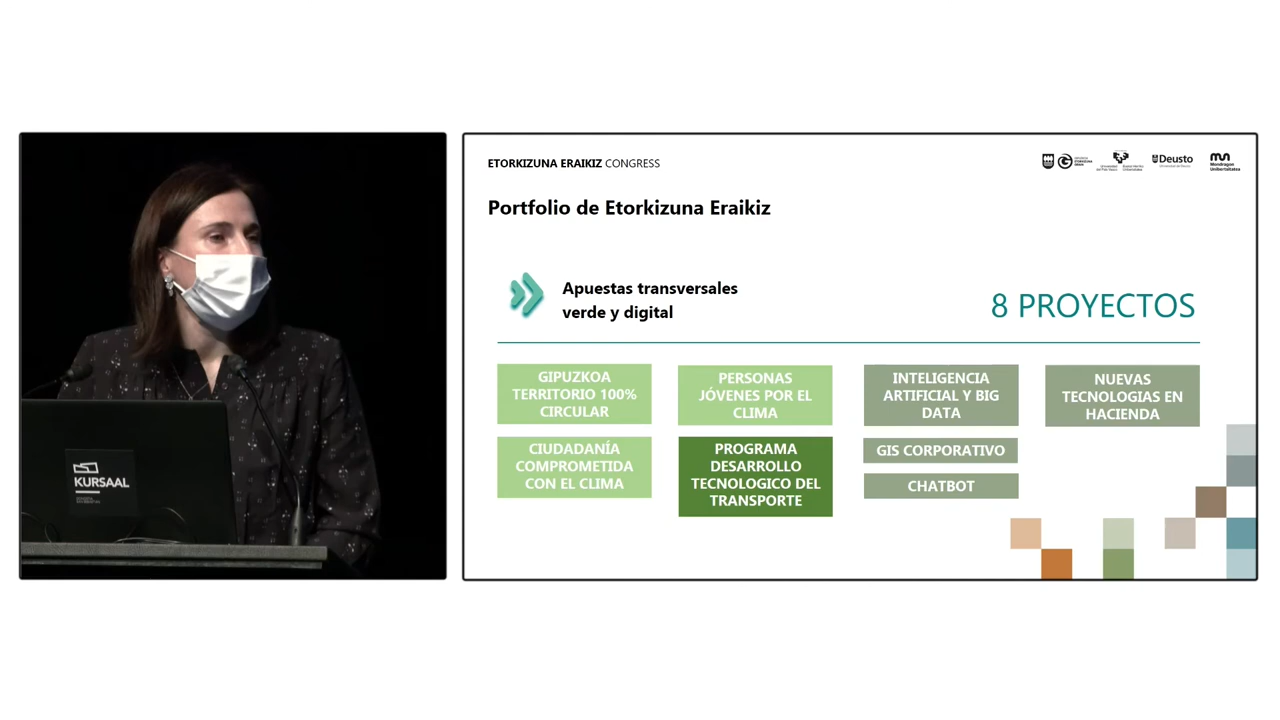 KURSAAL
ETORKIZUNA ERAIKIZ CONGRESS
Deusto
Mondragon
Unibertsitatea
Portfolio de Etorkizuna Eraikiz
Apuestas transversales
verde y digital
8 PROYECTOS
GIPUZKOA
TERRITORIO 100%
CIRCULAR
PERSONAS
JÓVENES POR EL
CLIMA
INTELIGENCIA
ARTIFICIAL Y BIG
DATA
NUEVAS
TECNOLOGIAS EN
HACIENDA
CIUDADANÍA
COMPROMETIDA
CON EL CLIMA
PROGRAMA
DESARROLLO
TECNOLOGICO DEL
TRANSPORTE
GIS CORPORATIVO
CHATBOT